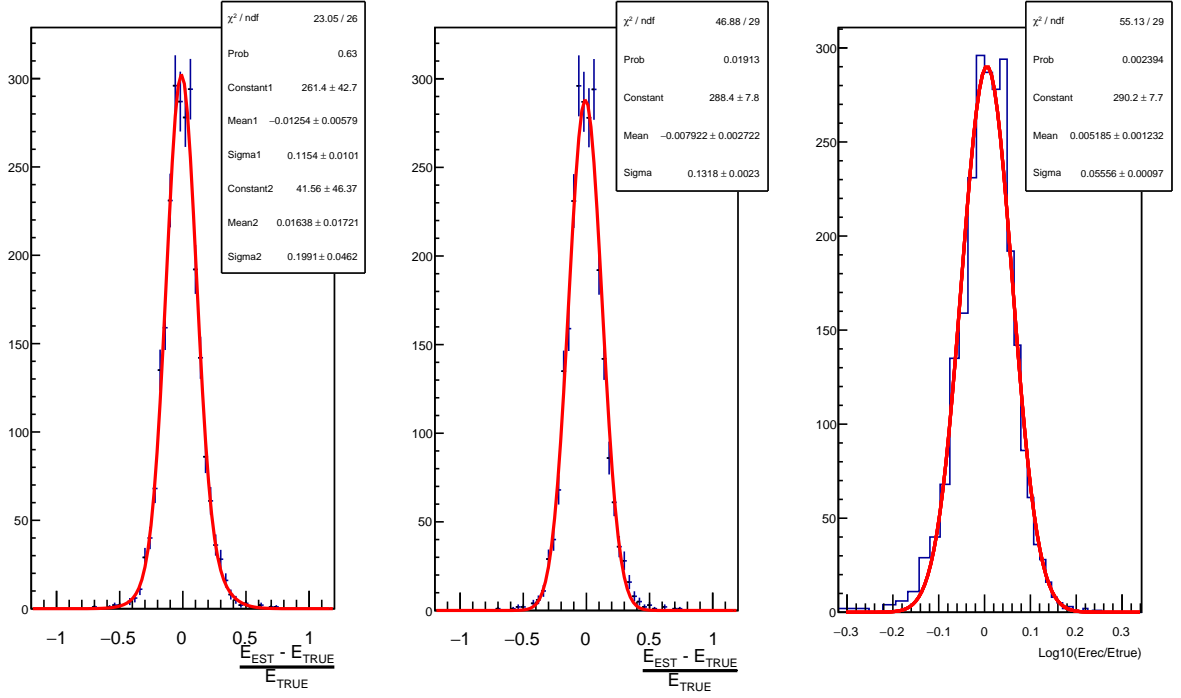 χ² / ndf 23.05 / 26
Prob 0.63
Constant1 261.4 ± 42.7
Mean1 −0.01254 ± 0.00579
Sigma1 0.1154 ± 0.0101
Constant2 41.56 ± 46.37
Mean2 0.01638 ± 0.01721
Sigma2 0.1991 ± 0.0462
300
250
200
150
100
50
0
−1 −0.5 0 0.5 1
E_EST - E_TRUE
E_TRUE
χ² / ndf 46.88 / 29
Prob 0.01913
Constant 288.4 ± 7.8
Mean −0.007922 ± 0.002722
Sigma 0.1318 ± 0.0023
300
250
200
150
100
50
0
−1 −0.5 0 0.5 1
E_EST - E_TRUE
E_TRUE
χ² / ndf 55.13 / 29
Prob 0.002394
Constant 290.2 ± 7.7
Mean 0.005185 ± 0.001232
Sigma 0.05556 ± 0.00097
300
250
200
150
100
50
0
−0.3 −0.2 −0.1 0 0.1 0.2 0.3
Log10(Erec/Etrue)